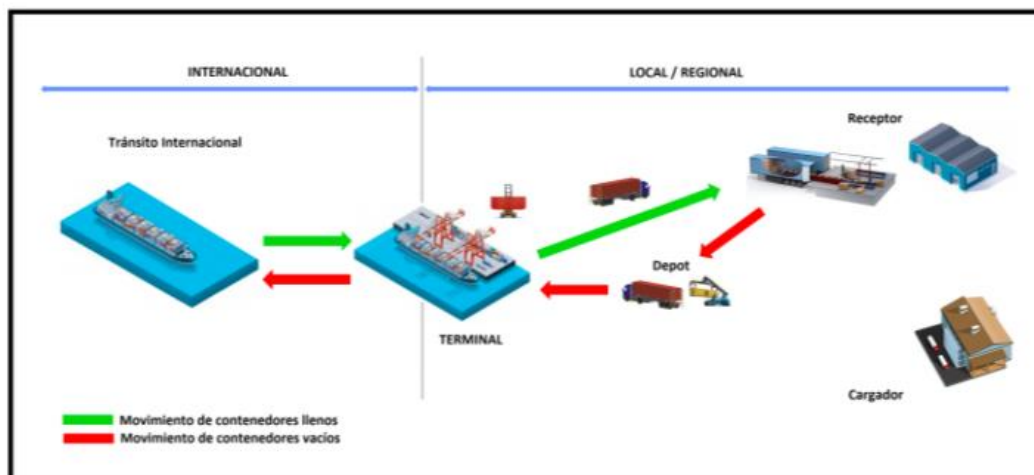 INTERNACIONAL
LOCAL / REGIONAL
Tránsito Internacional
Receptor
Depot
TERMINAL
Cargador
Movimiento de contenedores llenos
Movimiento de contenedores vacíos